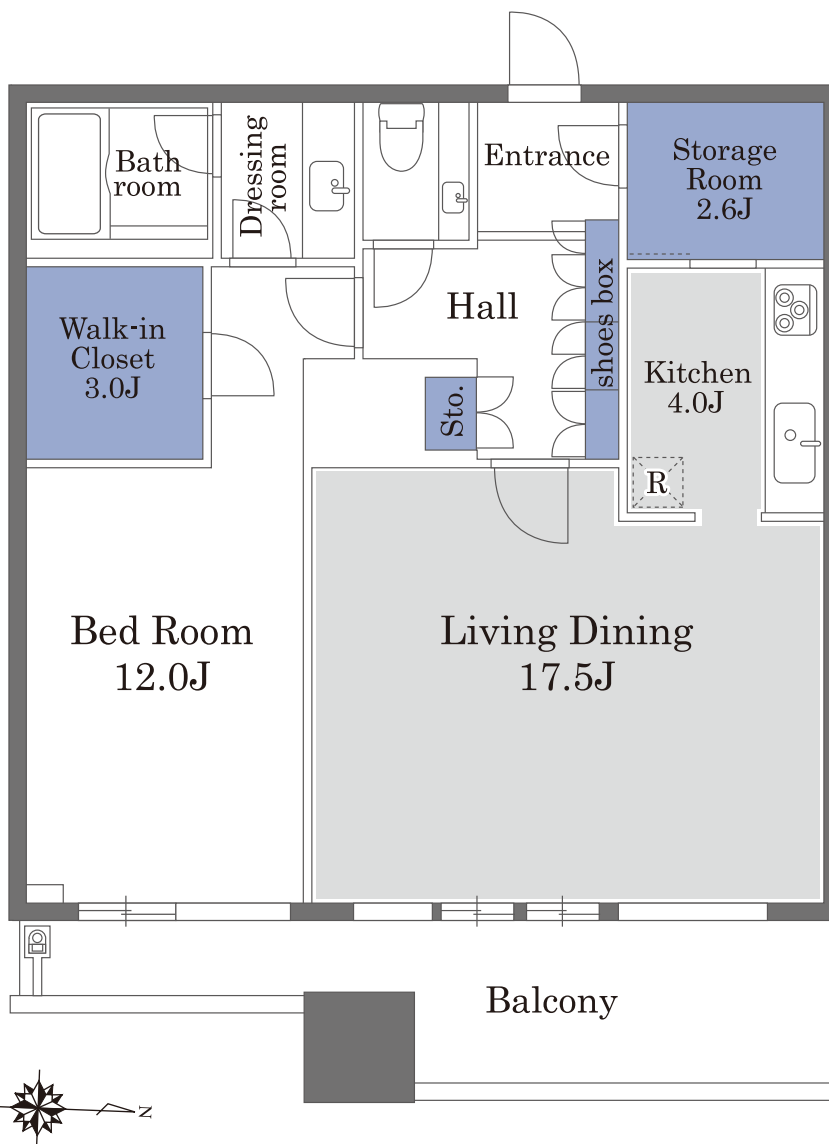 Bath
room
Dressing
room
Entrance
Storage
Room
2.6J
Walk-in
Closet
3.0J
Hall
shoes box
Kitchen
4.0J
Sto.
R
Bed Room
12.0J
Living Dining
17.5J
Balcony
N